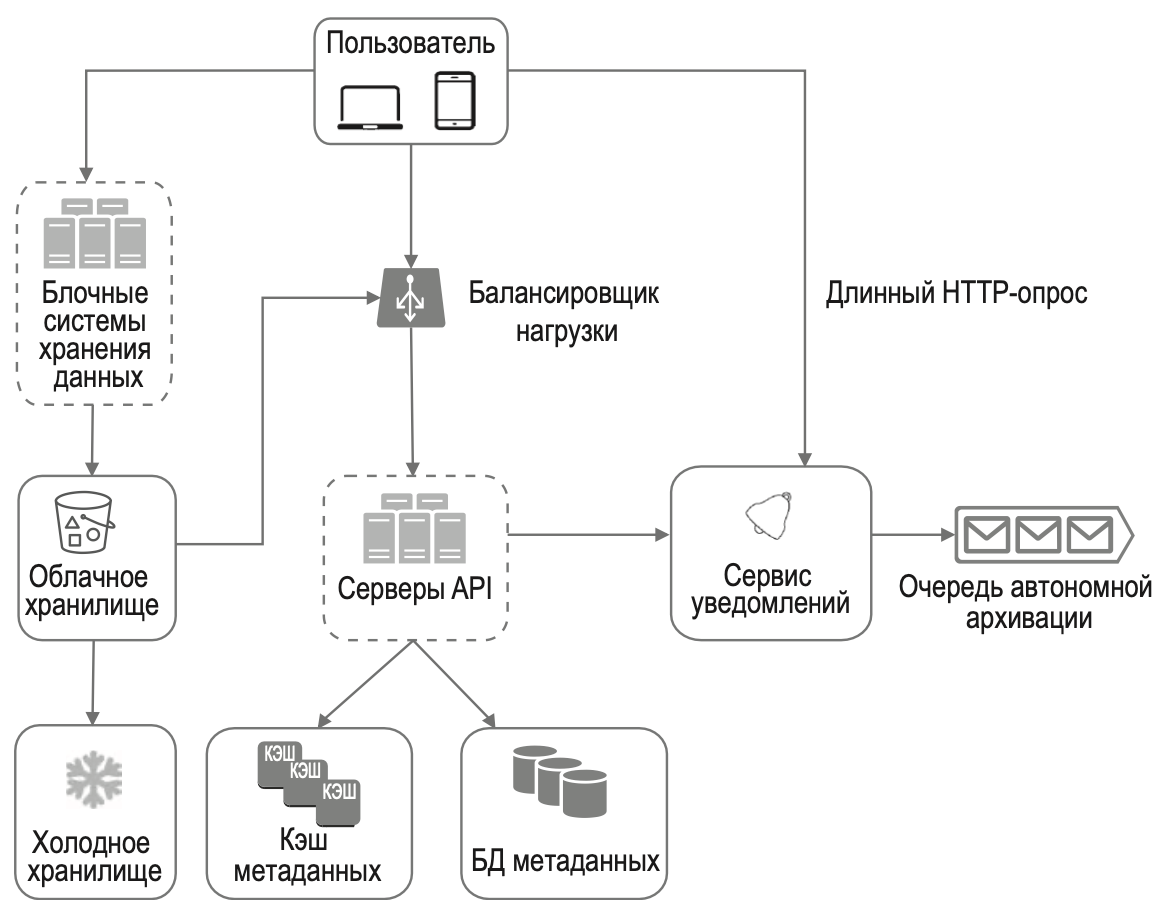 Пользователь
Блочные
системы
хранения
данных
Балансировщик
нагрузки
Длинный HTTP-опрос
Облачное
хранилище
Серверы API
Сервис
уведомлений
Очередь автономной
архивации
Холодное
хранилище
КЭШ
КЭШ
КЭШ
Кэш
метаданных
БД метаданных